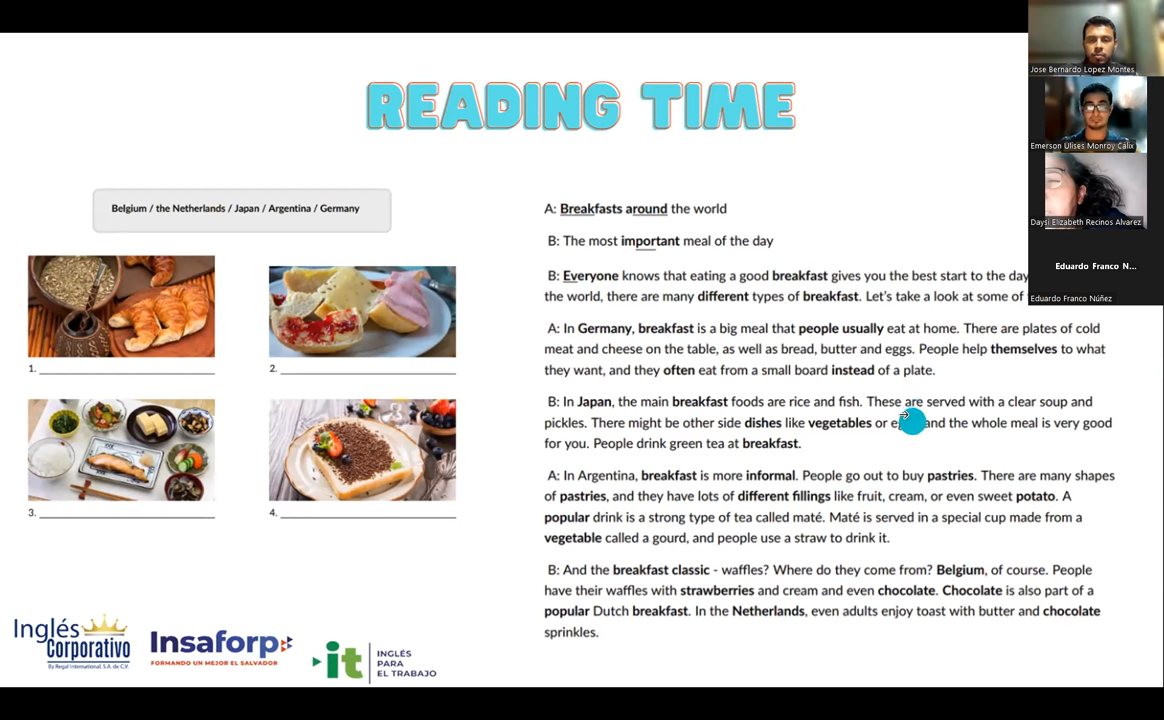 READING TIME
Belgium / the Netherlands / Japan / Argentina / Germany
1.
2.
3.
4.
A: Breakfasts around the world
B: The most important meal of the day
B: Everyone knows that eating a good breakfast gives you the best start to the day
the world, there are many different types of breakfast. Let's take a look at some of
A: In Germany, breakfast is a big meal that people usually eat at home. There are plates of cold
meat and cheese on the table, as well as bread, butter and eggs. People help themselves to what
they want, and they often eat from a small board instead of a plate.
B: In Japan, the main breakfast foods are rice and fish. These are served with a clear soup and
pickles. There might be other side dishes like vegetables or and the whole meal is very good
for you. People drink green tea at breakfast.
A: In Argentina, breakfast is more informal. People go out to buy pastries. There are many shapes
of pastries, and they have lots of different fillings like fruit, cream, or even sweet potato. A
popular drink is a strong type of tea called maté. Maté is served in a special cup made from a
vegetable called a gourd, and people use a straw to drink it.
B: And the breakfast classic - waffles? Where do they come from? Belgium, of course. People
have their waffles with strawberries and cream and even chocolate. Chocolate is also part of a
popular Dutch breakfast. In the Netherlands, even adults enjoy toast with butter and chocolate
sprinkles.
Inglés
Corporativo
By Regal International, S.A. de C.V.
Insaforp
FORMANDO UN MEJOR EL SALVADOR
it
INGLÉS
PARA
EL TRABAJO
Jose Bernardo Lopez Montes
Emerson Ulises Monroy Cálix
Daysi Elizabeth Recinos Alvarez
Eduardo Franco N...
Eduardo Franco Núñez